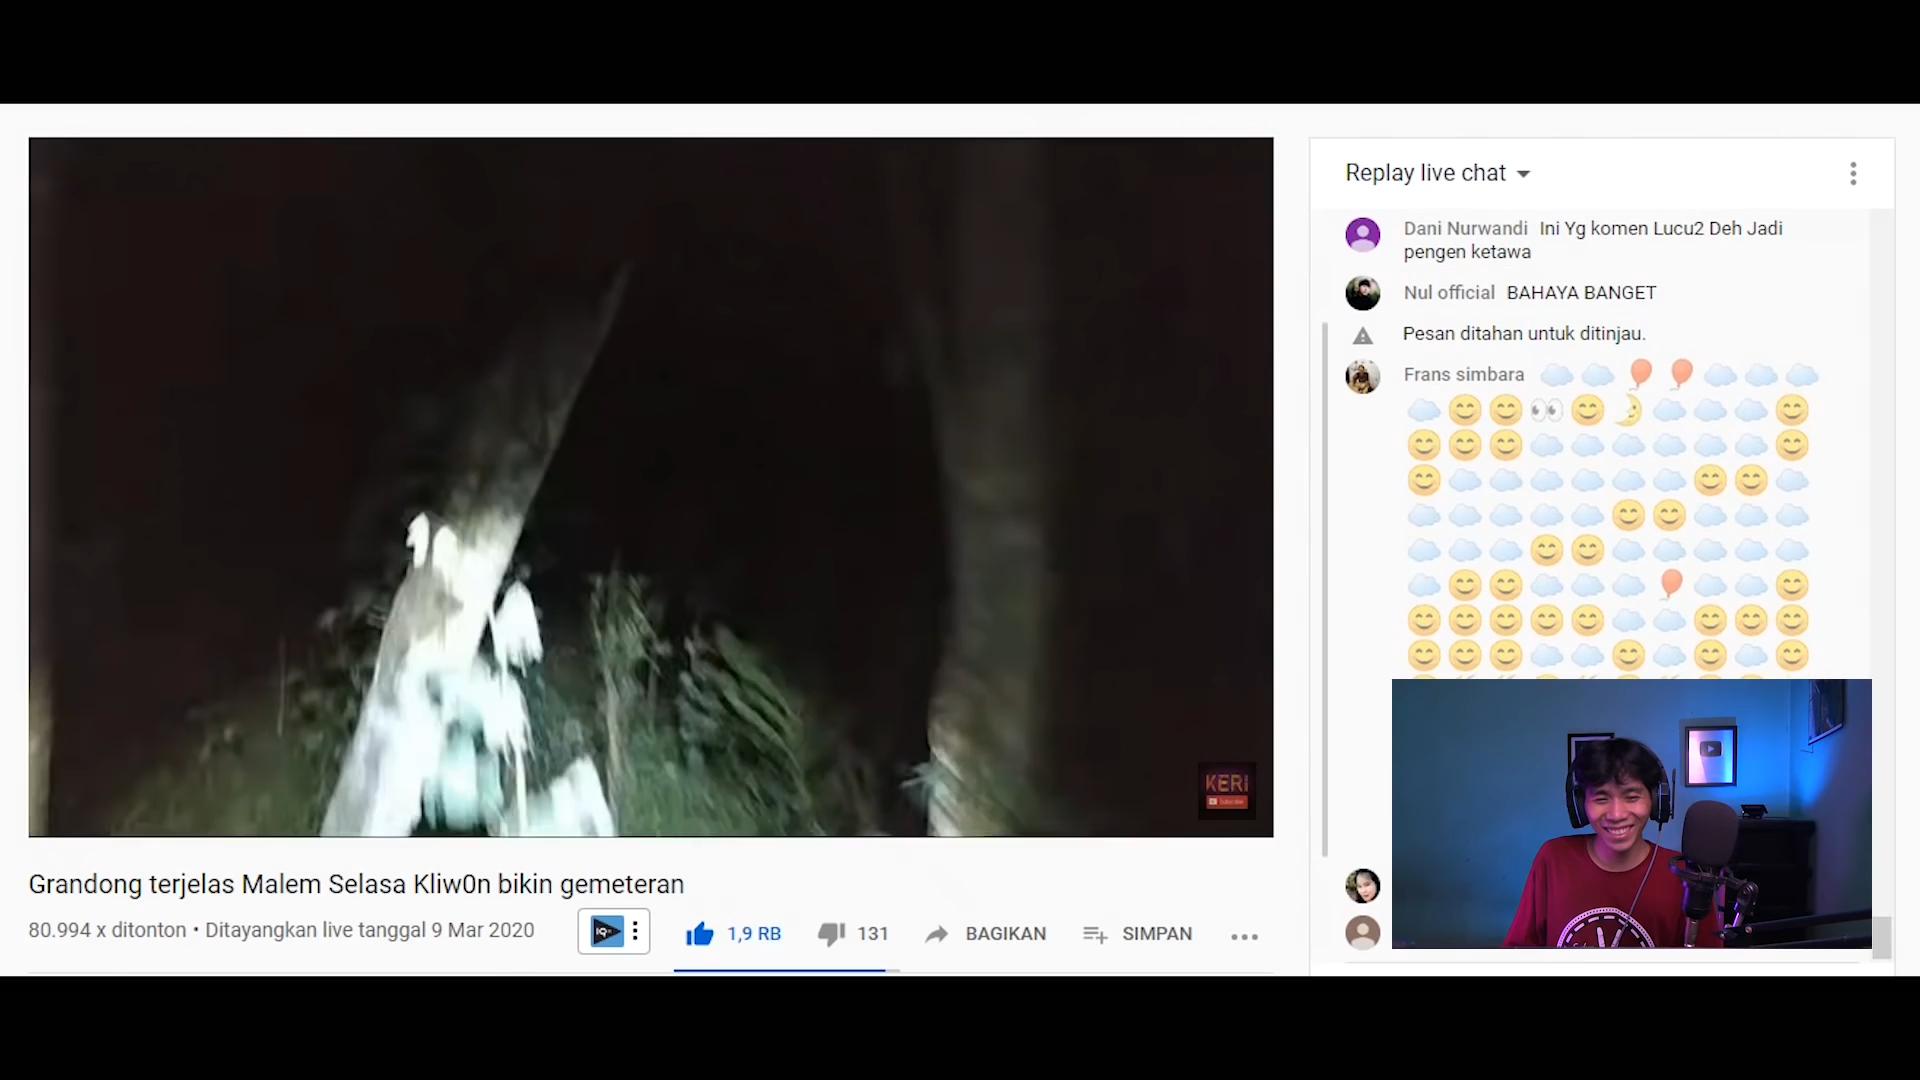 Replay live chat
Dani Nurwandi Ini Yg komen Lucu2 Deh Jadi
pengen ketawa
Nul official BAHAYA BANGET
Pesan ditahan untuk ditinjau.
Frans simbara
KERI
Subscribe
Grandong terjelas Malem Selasa Kliw0n bikin gemeteran
80.994 x ditonton • Ditayangkan live tanggal 9 Mar 2020
IQ
1,9 RB
131
BAGIKAN
SIMPAN